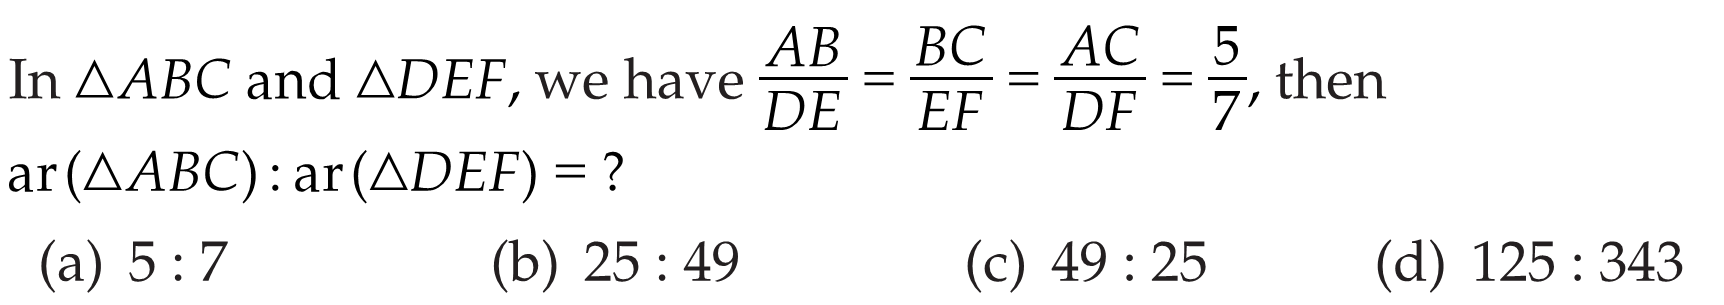 In △ABC and △DEF, we have AB/DE = BC/EF = AC/DF = 5/7, then
ar(△ABC) : ar(△DEF) = ?
(a) 5 : 7 (b) 25 : 49 (c) 49 : 25 (d) 125 : 343